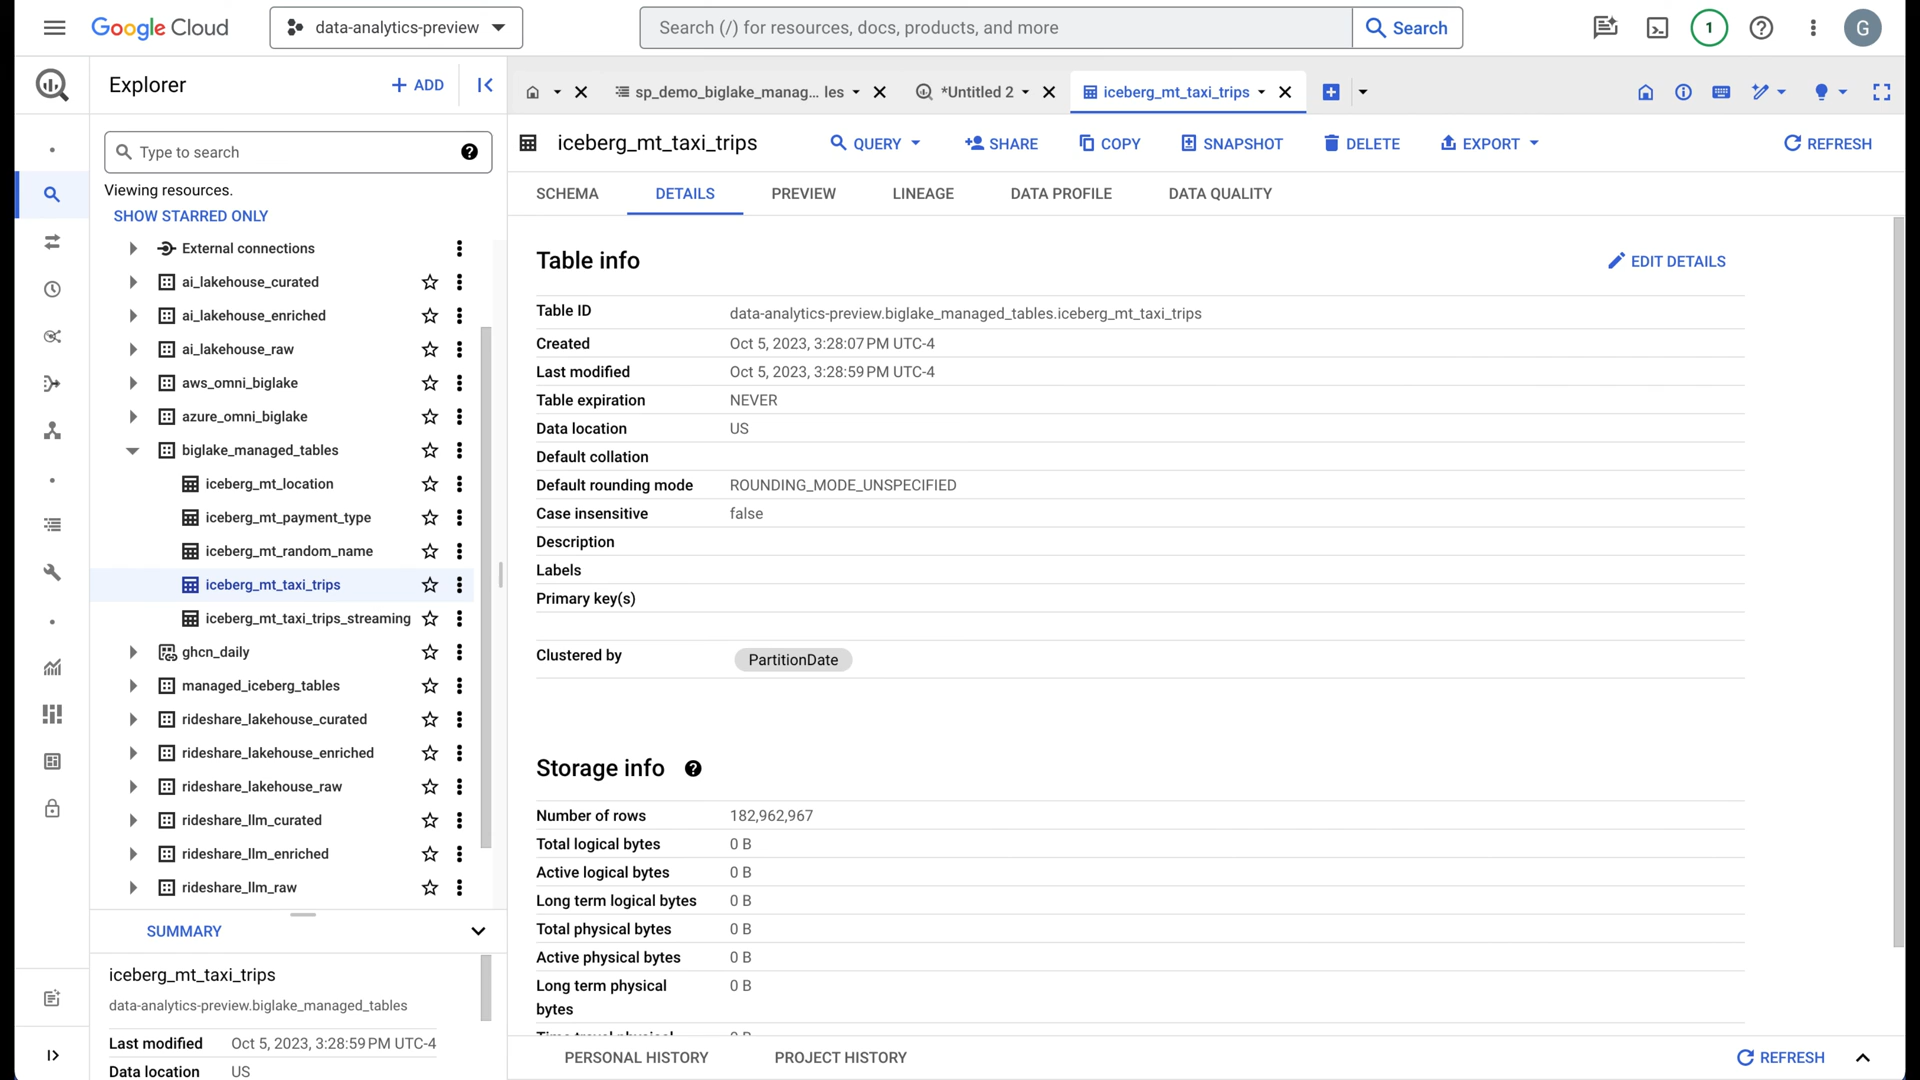 Google Cloud
data-analytics-preview
Search (/) for resources, docs, products, and more
Search
1
G
Explorer
+ ADD
sp_demo_biglake_manag... les
*Untitled 2
iceberg_mt_taxi_trips
Type to search
Viewing resources.
SHOW STARRED ONLY
External connections
ai_lakehouse_curated
ai_lakehouse_enriched
ai_lakehouse_raw
aws_omni_biglake
azure_omni_biglake
biglake_managed_tables
iceberg_mt_location
iceberg_mt_payment_type
iceberg_mt_random_name
iceberg_mt_taxi_trips
iceberg_mt_taxi_trips_streaming
ghcn_daily
managed_iceberg_tables
rideshare_lakehouse_curated
rideshare_lakehouse_enriched
rideshare_lakehouse_raw
rideshare_llm_curated
rideshare_llm_enriched
rideshare_llm_raw
SUMMARY
iceberg_mt_taxi_trips
data-analytics-preview.biglake_managed_tables
Last modified Oct 5, 2023, 3:28:59 PM UTC-4
Data location US
iceberg_mt_taxi_trips
QUERY
SHARE
COPY
SNAPSHOT
DELETE
EXPORT
REFRESH
SCHEMA
DETAILS
PREVIEW
LINEAGE
DATA PROFILE
DATA QUALITY
Table info
EDIT DETAILS
Table ID data-analytics-preview.biglake_managed_tables.iceberg_mt_taxi_trips
Created Oct 5, 2023, 3:28:07 PM UTC-4
Last modified Oct 5, 2023, 3:28:59 PM UTC-4
Table expiration NEVER
Data location US
Default collation
Default rounding mode ROUNDING_MODE_UNSPECIFIED
Case insensitive false
Description
Labels
Primary key(s)
Clustered by PartitionDate
Storage info
Number of rows 182,962,967
Total logical bytes 0 B
Active logical bytes 0 B
Long term logical bytes 0 B
Total physical bytes 0 B
Active physical bytes 0 B
Long term physical bytes 0 B
Time travel physical 0 B
PERSONAL HISTORY
PROJECT HISTORY
REFRESH